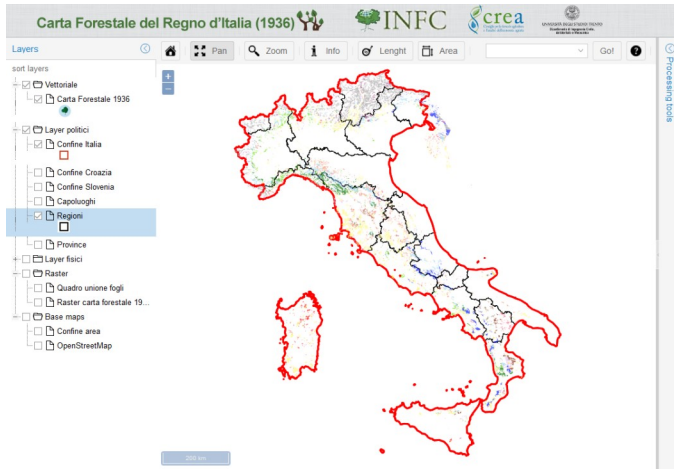 Carta Forestale del Regno d'Italia (1936)
INFC
crea
Layers
Pan
Zoom
Info
Lenght
Area
Go!
Processing tools
sort layers
Vettoriale
Carta Forestale 1936
Layer politici
Confine Italia
Confine Croazia
Confine Slovenia
Capoluoghi
Regioni
Province
Layer fisici
Raster
Quadro unione fogli
Raster carta forestale 19...
Base maps
Confine area
OpenStreetMap
200 km